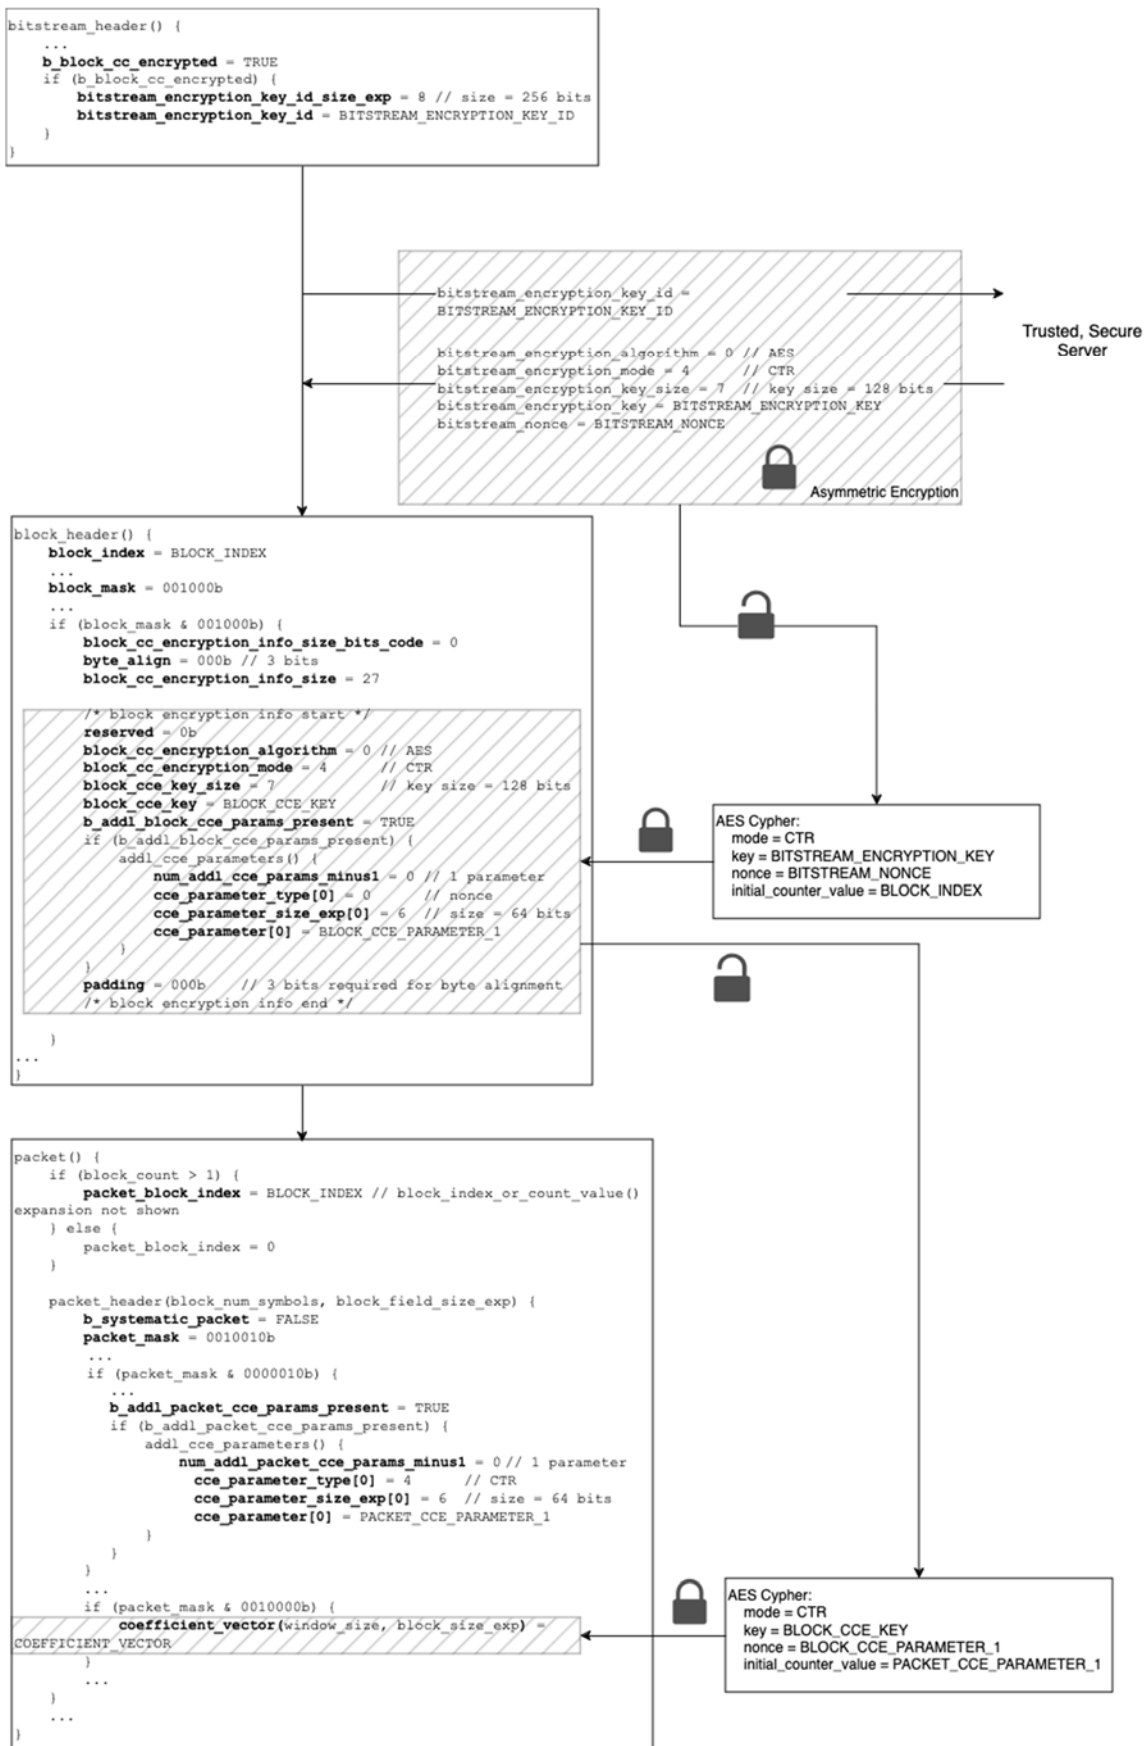 bitstream_header() {
...
b_block_cc_encrypted = TRUE
if (b_block_cc_encrypted) {
bitstream_encryption_key_id_size_exp = 8 // size = 256 bits
bitstream_encryption_key_id = BITSTREAM_ENCRYPTION_KEY_ID
}
}
bitstream_encryption_key_id =
BITSTREAM_ENCRYPTION_KEY_ID
Trusted, Secure
Server
bitstream_encryption_algorithm = 0 // AES
bitstream_encryption_mode = 4 // CTR
bitstream_encryption_key_size = 7 // key size = 128 bits
bitstream_encryption_key = BITSTREAM_ENCRYPTION_KEY
bitstream_nonce = BITSTREAM_NONCE
Asymmetric Encryption
block_header() {
block_index = BLOCK_INDEX
...
block_mask = 001000b
...
if (block_mask & 001000b) {
block_cc_encryption_info_size_bits_code = 0
byte_align = 000b // 3 bits
block_cc_encryption_info_size = 27
/* block encryption info start */
reserved = 0b
block_cc_encryption_algorithm = 0 // AES
block_cc_encryption_mode = 4 // CTR
block_cce_key_size = 7 // key size = 128 bits
block_cce_key = BLOCK_CCE_KEY
b_addl_block_cce_params_present = TRUE
if (b_addl_block_cce_params_present) {
addl_cce_parameters() {
num_addl_cce_params_minus1 = 0 // 1 parameter
cce_parameter_type[0] = 0 // nonce
cce_parameter_size_exp[0] = 6 // size = 64 bits
cce_parameter[0] = BLOCK_CCE_PARAMETER_1
}
}
padding = 000b // 3 bits required for byte alignment
/* block encryption info end */
}
...
}
AES Cypher:
mode = CTR
key = BITSTREAM_ENCRYPTION_KEY
nonce = BITSTREAM_NONCE
initial_counter_value = BLOCK_INDEX
packet() {
if (block_count > 1) {
packet_block_index = BLOCK_INDEX // block_index_or_count_value()
expansion not shown
} else {
packet_block_index = 0
}
packet_header(block_num_symbols, block_field_size_exp) {
b_systematic_packet = FALSE
packet_mask = 0010010b
...
if (packet_mask & 0000010b) {
...
b_addl_packet_cce_params_present = TRUE
if (b_addl_packet_cce_params_present) {
addl_cce_parameters() {
num_addl_packet_cce_params_minus1 = 0 // 1 parameter
cce_parameter_type[0] = 4 // CTR
cce_parameter_size_exp[0] = 6 // size = 64 bits
cce_parameter[0] = PACKET_CCE_PARAMETER_1
}
}
}
...
if (packet_mask & 0010000b) {
coefficient_vector(window_size, block_size_exp) =
COEFFICIENT_VECTOR
}
...
}
...
}
AES Cypher:
mode = CTR
key = BLOCK_CCE_KEY
nonce = BLOCK_CCE_PARAMETER_1
initial_counter_value = PACKET_CCE_PARAMETER_1